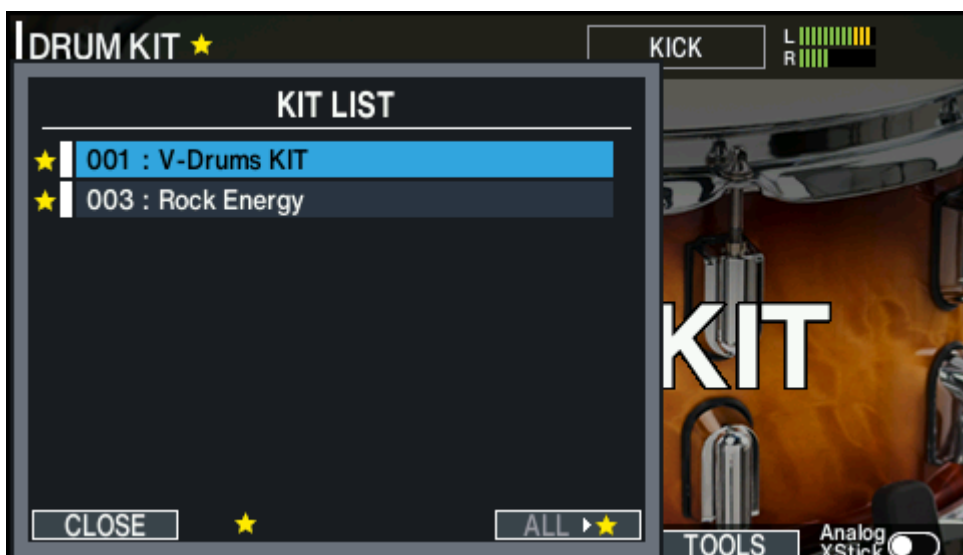 DRUM KIT
KICK
L
R
KIT LIST
001 : V-Drums KIT
003 : Rock Energy
KIT
CLOSE
ALL
TOOLS
Analog
XStick